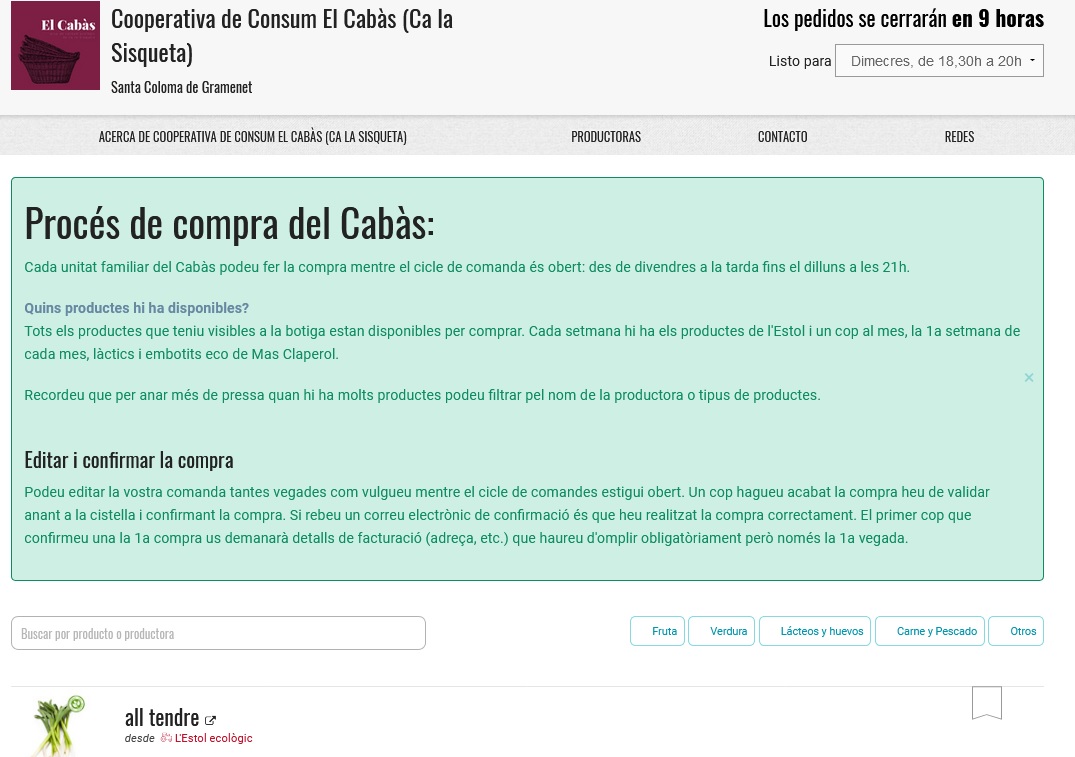 El Cabàs
Cooperativa de Consum El Cabàs (Ca la
Sisqueta)
Santa Coloma de Gramenet
Los pedidos se cerrarán en 9 horas
Listo para Dimecres, de 18,30h a 20h
ACERCA DE COOPERATIVA DE CONSUM EL CABÀS (CA LA SISQUETA) PRODUCTORAS CONTACTO REDES
Procés de compra del Cabàs:
Cada unitat familiar del Cabàs podeu fer la compra mentre el cicle de comanda és obert: des de divendres a la tarda fins el dilluns a les 21h.
Quins productes hi ha disponibles?
Tots els productes que teniu visibles a la botiga estan disponibles per comprar. Cada setmana hi ha els productes de l'Estol i un cop al mes, la 1a setmana de
cada mes, làctics i embotits eco de Mas Claperol.
×
Recordeu que per anar més de pressa quan hi ha molts productes podeu filtrar pel nom de la productora o tipus de productes.
Editar i confirmar la compra
Podeu editar la vostra comanda tantes vegades com vulgueu mentre el cicle de comandes estigui obert. Un cop hagueu acabat la compra heu de validar
anant a la cistella i confirmant la compra. Si rebeu un correu electrònic de confirmació és que heu realitzat la compra correctament. El primer cop que
confirmeu una la 1a compra us demanarà detalls de facturació (adreça, etc.) que haureu d'omplir obligatòriament però només la 1a vegada.
Buscar por producto o productora
Fruta Verdura Lácteos y huevos Carne y Pescado Otros
all tendre
desde L'Estol ecològic